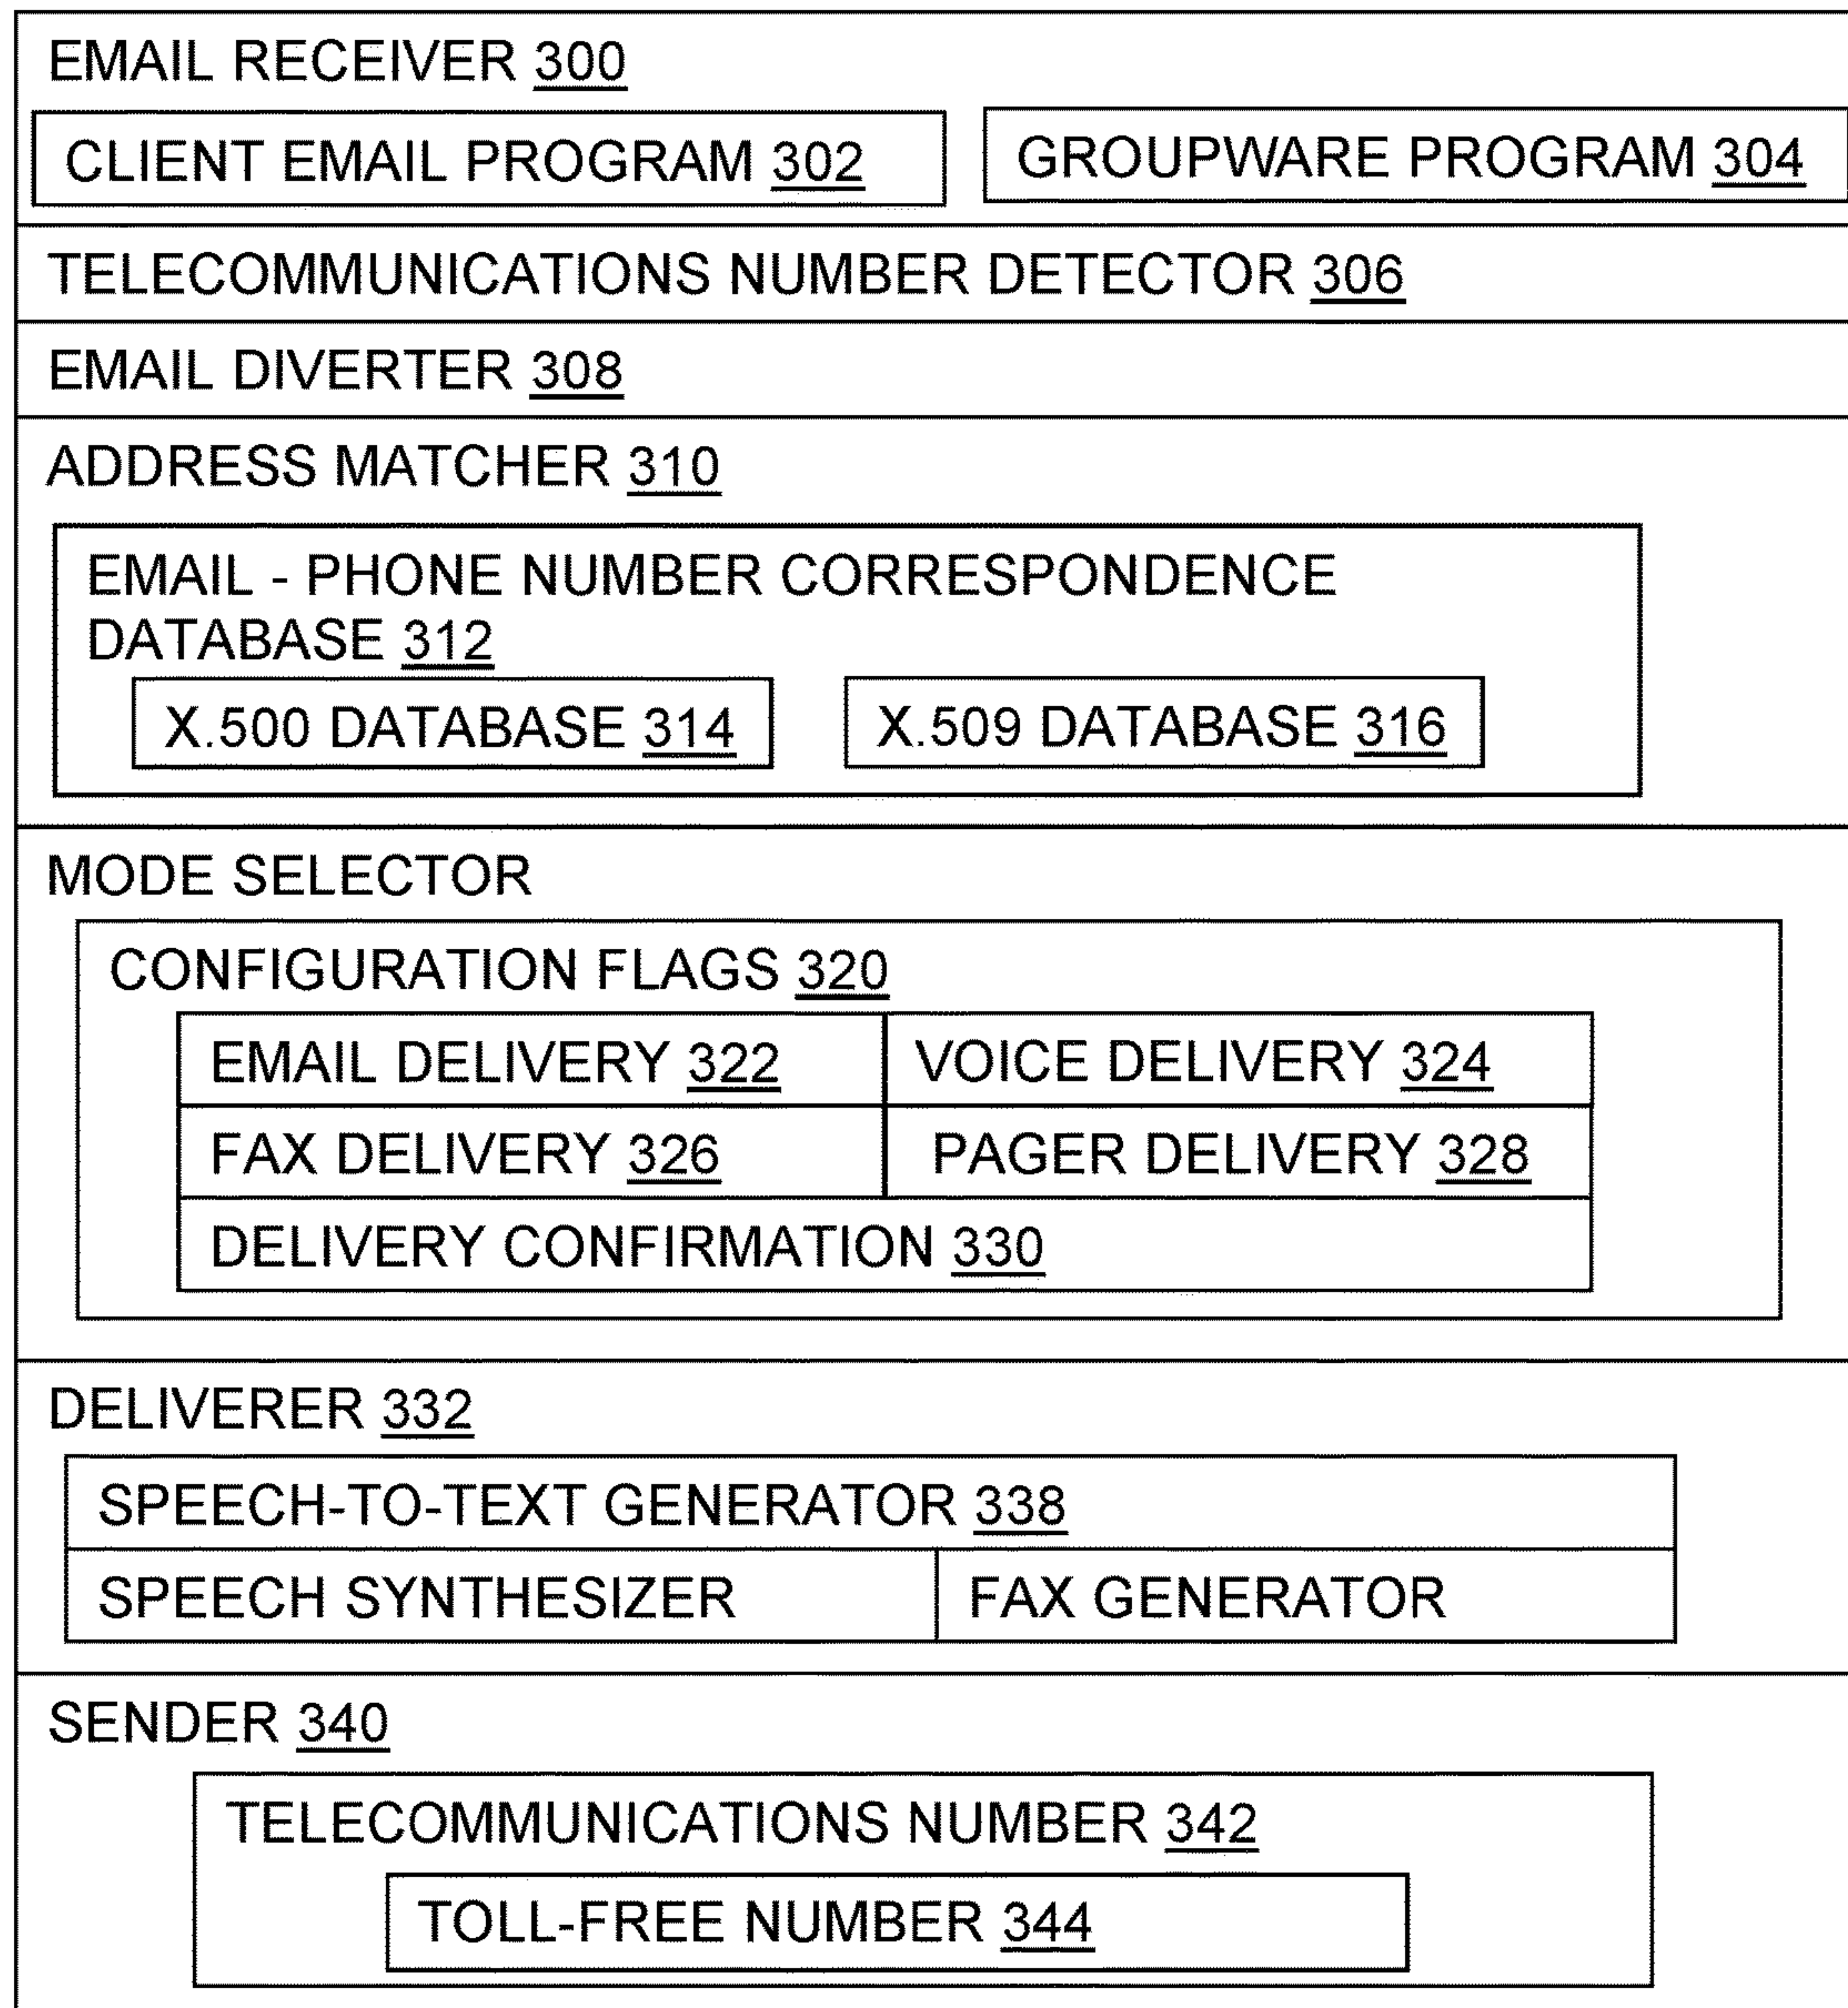 EMAIL RECEIVER 300
CLIENT EMAIL PROGRAM 302
GROUPWARE PROGRAM 304
TELECOMMUNICATIONS NUMBER DETECTOR 306
EMAIL DIVERTER 308
ADDRESS MATCHER 310
EMAIL - PHONE NUMBER CORRESPONDENCE
DATABASE 312
X.500 DATABASE 314
X.509 DATABASE 316
MODE SELECTOR
CONFIGURATION FLAGS 320
EMAIL DELIVERY 322
VOICE DELIVERY 324
FAX DELIVERY 326
PAGER DELIVERY 328
DELIVERY CONFIRMATION 330
DELIVERER 332
SPEECH-TO-TEXT GENERATOR 338
SPEECH SYNTHESIZER
FAX GENERATOR
SENDER 340
TELECOMMUNICATIONS NUMBER 342
TOLL-FREE NUMBER 344